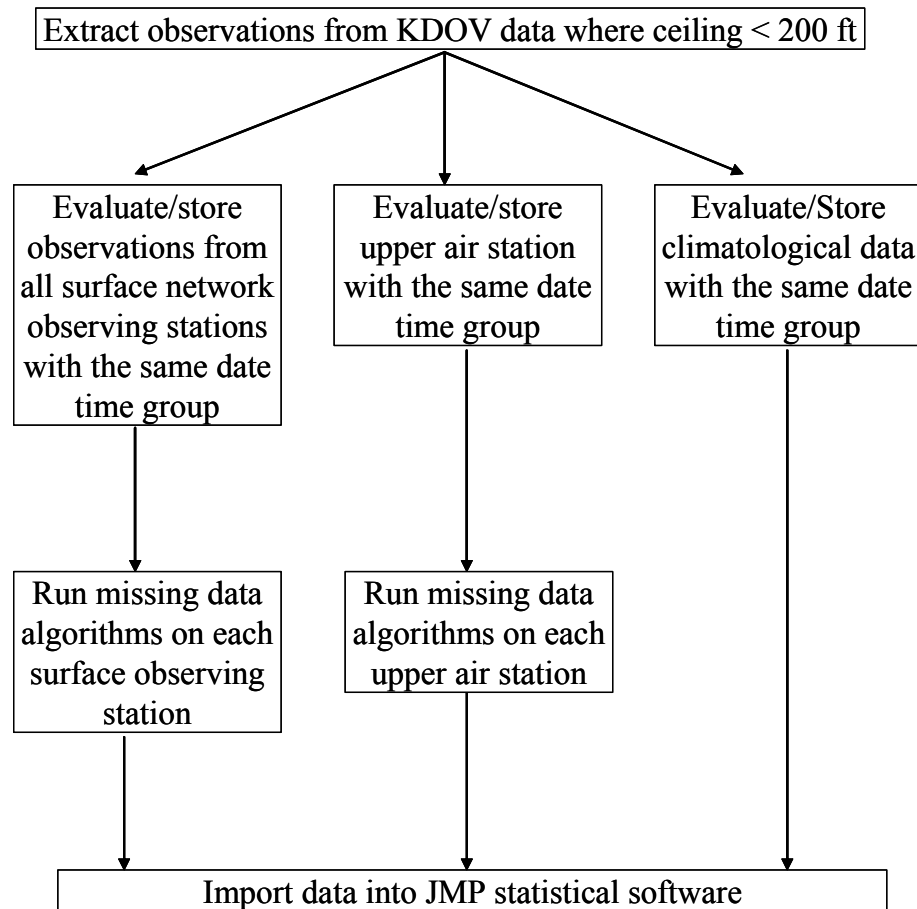 Extract observations from KDOV data where ceiling < 200 ft
Evaluate/store
observations from
all surface network
observing stations
with the same date
time group
Evaluate/store
upper air station
with the same date
time group
Evaluate/Store
climatological data
with the same date
time group
Run missing data
algorithms on each
surface observing
station
Run missing data
algorithms on each
upper air station
Import data into JMP statistical software